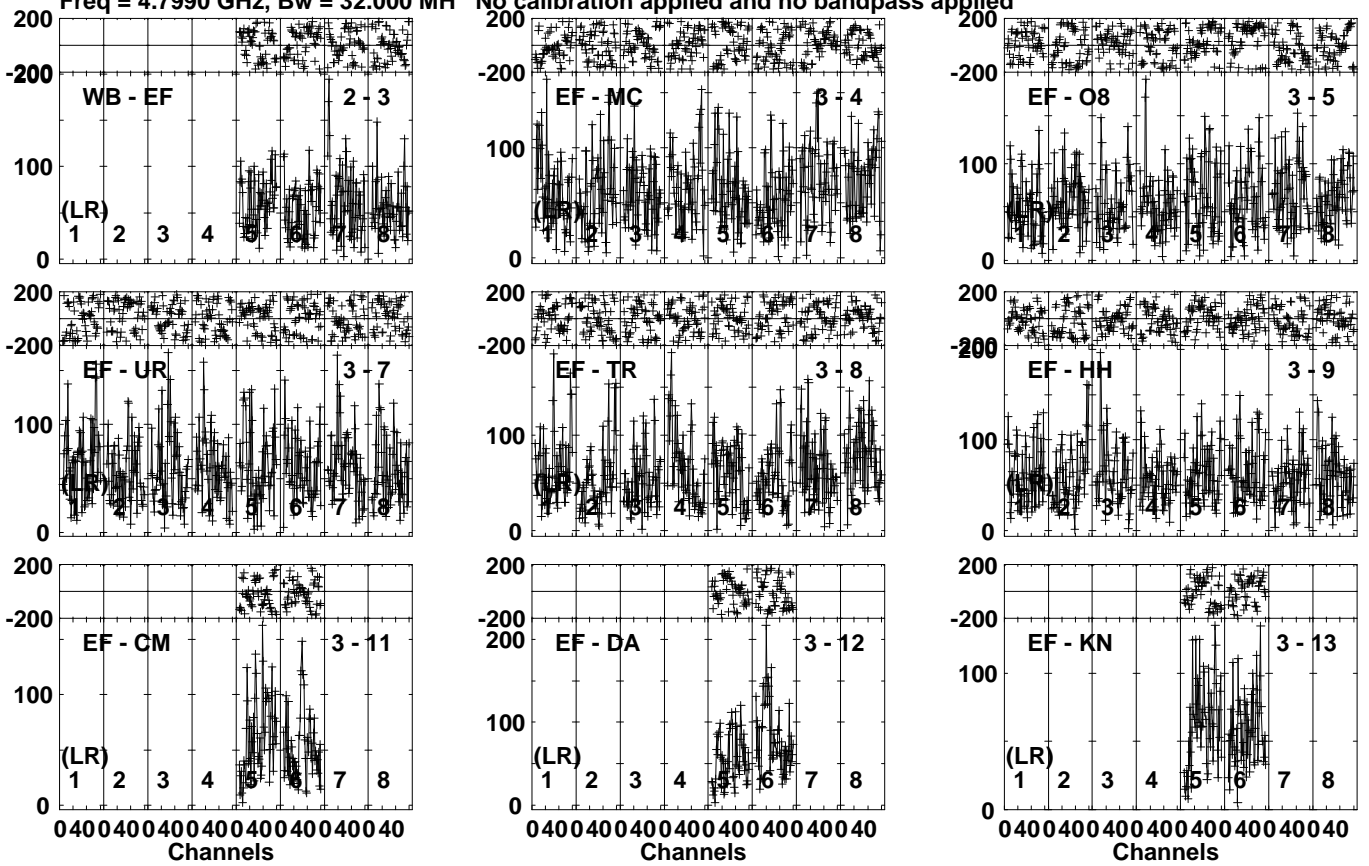 Freq = 4.7990 GHz, Bw = 32.000 MH No calibration applied and no bandpass applied
200 200 200
-200 -200 -200
200
WB - EF 2 - 3 EF - MC 3 - 4 EF - O8 3 - 5
100 100 100
(LR) (LR) (LR)
1 2 3 4 5 6 7 8 1 2 3 4 5 6 7 8 1 2 3 4 5 6 7 8
0 0 0
200 200 200
-200 -200 -200
200
EF - UR 3 - 7 EF - TR 3 - 8 EF - HH 3 - 9
100 100 100
(LR) (LR) (LR)
1 2 3 4 5 6 7 8 1 2 3 4 5 6 7 8 1 2 3 4 5 6 7 8
0 0 0
200 200 200
-200 -200 -200
EF - CM 3 - 11 EF - DA 3 - 12 EF - KN 3 - 13
200
100 100 100
(LR) (LR) (LR)
1 2 3 4 5 6 7 8 1 2 3 4 5 6 7 8 1 2 3 4 5 6 7 8
0 0 0
0 40 0 40 0 40 0 40 0 40 0 40 0 40 0 40 0 40 0 40 0 40 0 40 0 40 0 40 0 40 0 40 0 40 0 40 0 40 0 40 0 40 0 40 0 40 0 40
Channels Channels Channels